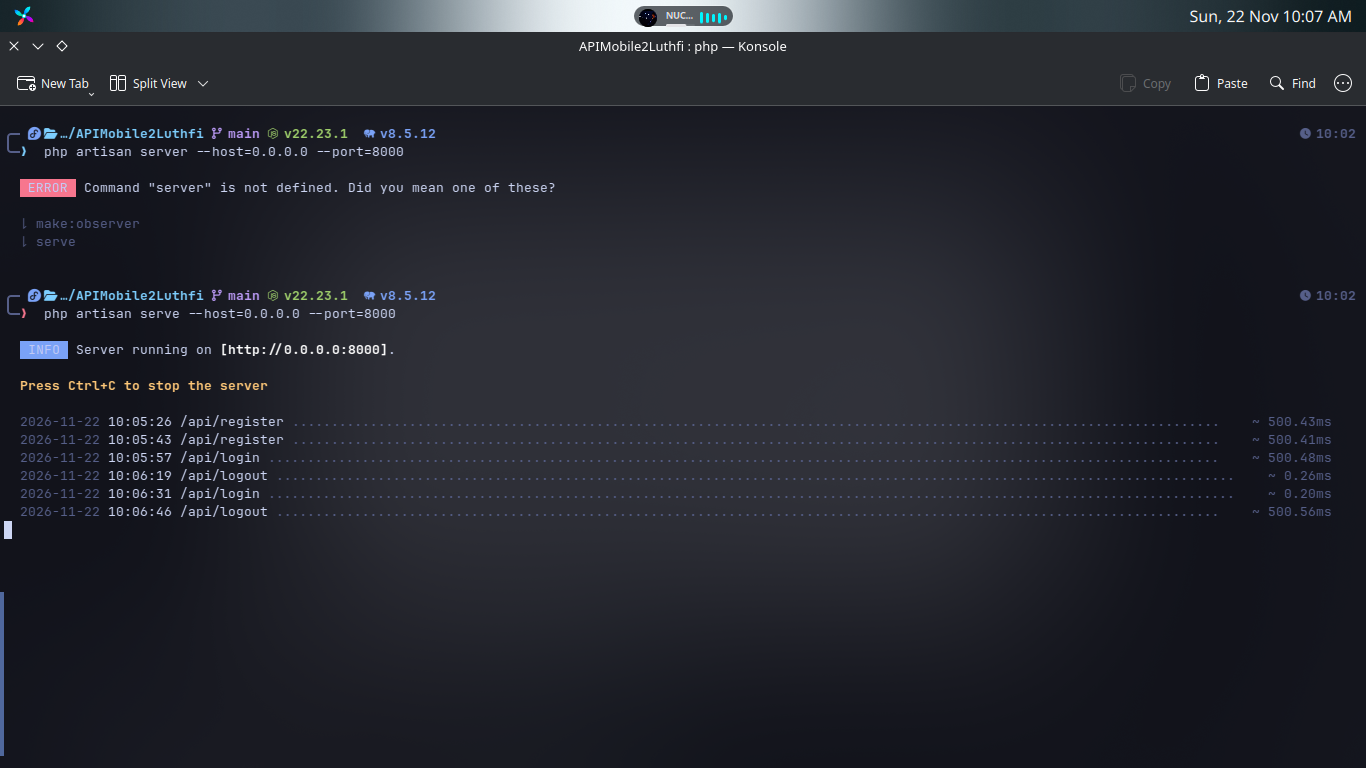 NUC...
Sun, 22 Nov 10:07 AM
APIMobile2Luthfi : php — Konsole
New Tab Split View Copy Paste Find
…/APIMobile2Luthfi main v22.23.1 v8.5.12 10:02
❯ php artisan server --host=0.0.0.0 --port=8000
ERROR Command "server" is not defined. Did you mean one of these?
⇂ make:observer
⇂ serve
…/APIMobile2Luthfi main v22.23.1 v8.5.12 10:02
❯ php artisan serve --host=0.0.0.0 --port=8000
INFO Server running on [http://0.0.0.0:8000].
Press Ctrl+C to stop the server
2026-11-22 10:05:26 /api/register ........................................ ~ 500.43ms
2026-11-22 10:05:43 /api/register ........................................ ~ 500.41ms
2026-11-22 10:05:57 /api/login ........................................ ~ 500.48ms
2026-11-22 10:06:19 /api/logout ........................................ ~ 0.26ms
2026-11-22 10:06:31 /api/login ........................................ ~ 0.20ms
2026-11-22 10:06:46 /api/logout ........................................ ~ 500.56ms